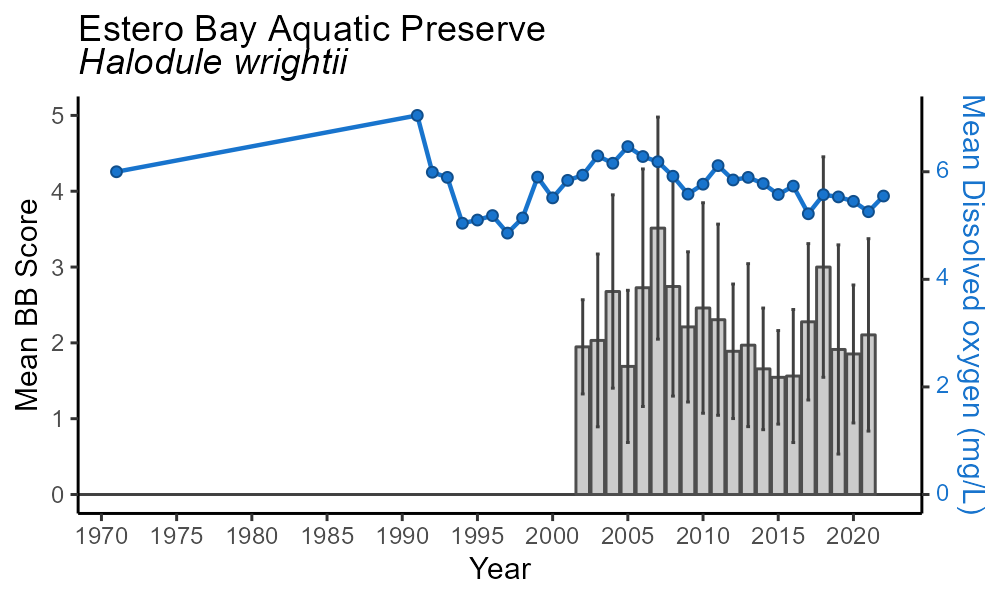 Estero Bay Aquatic Preserve
Halodule wrightii
5
4
3
2
1
0
Mean BB Score
6
4
2
0
Mean Dissolved oxygen (mg/L)
1970 1975 1980 1985 1990 1995 2000 2005 2010 2015 2020
Year